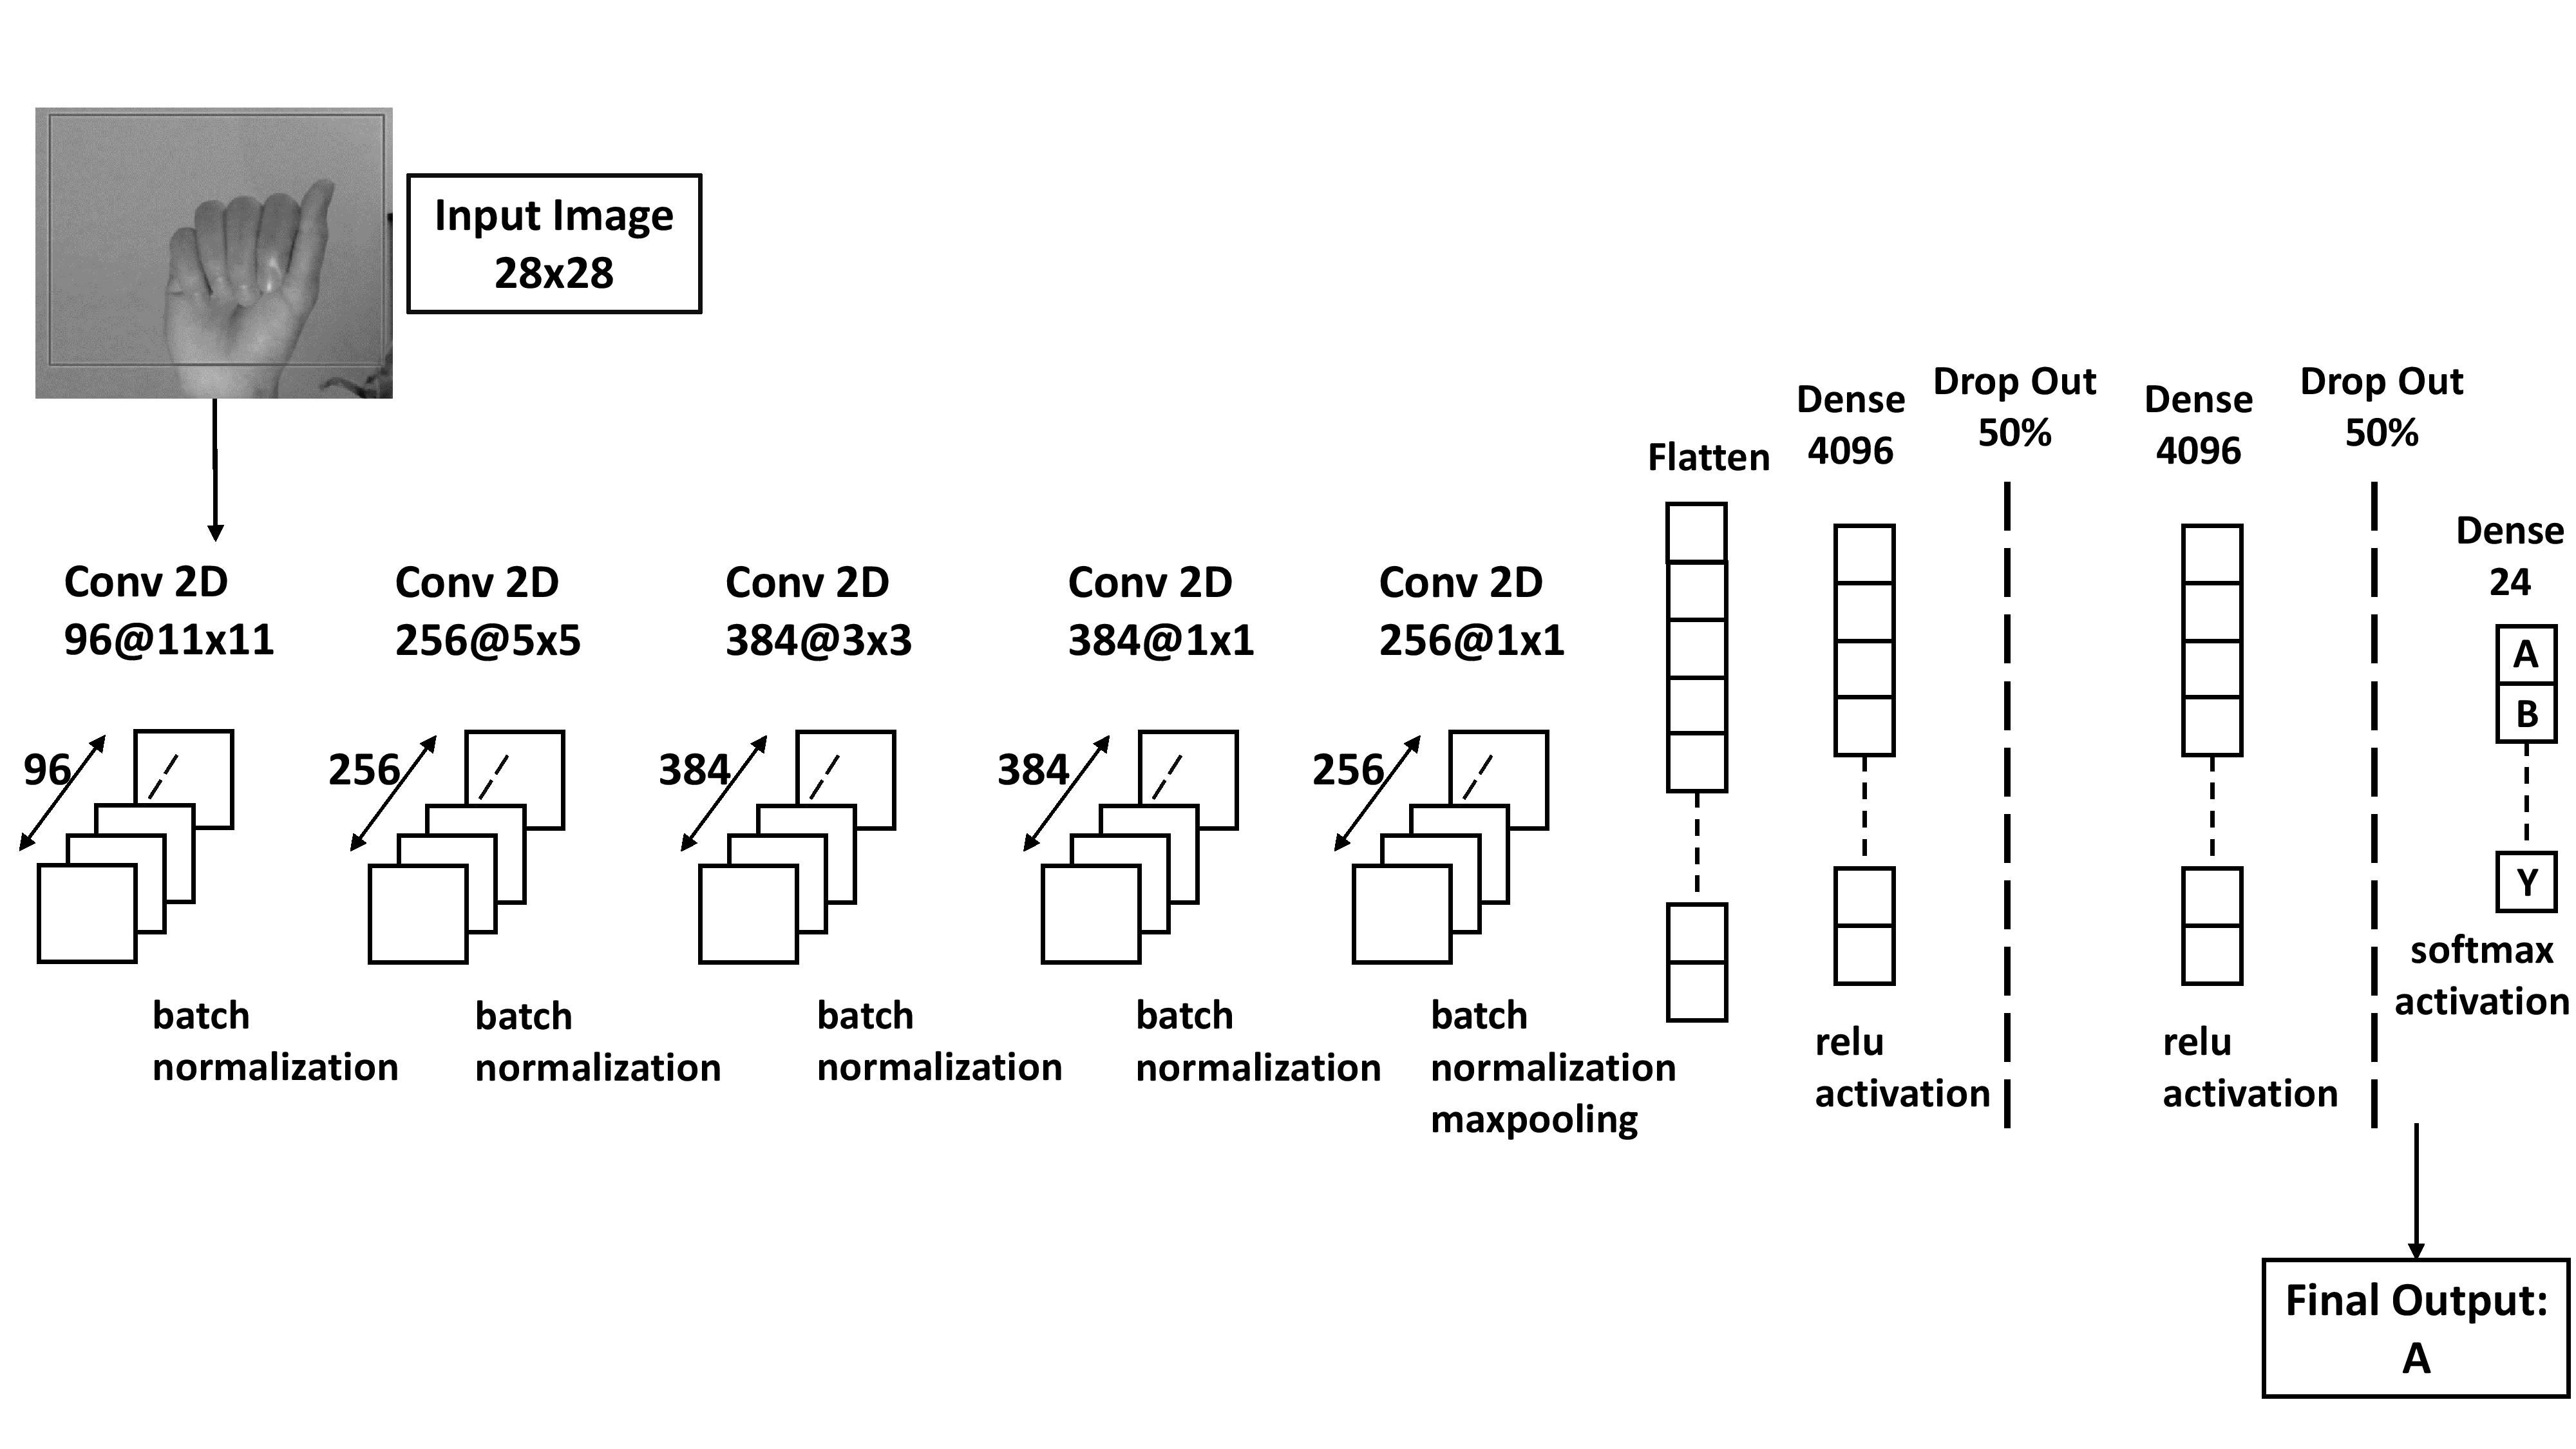 Input Image
28x28
Conv 2D
96@11x11
96
batch
normalization
Conv 2D
256@5x5
256
batch
normalization
Conv 2D
384@3x3
384
batch
normalization
Conv 2D
384@1x1
384
batch
normalization
Conv 2D
256@1x1
256
batch
normalization
maxpooling
Flatten
Dense
4096
relu
activation
Drop Out
50%
Dense
4096
relu
activation
Drop Out
50%
Dense
24
A
B
Y
softmax
activation
Final Output:
A